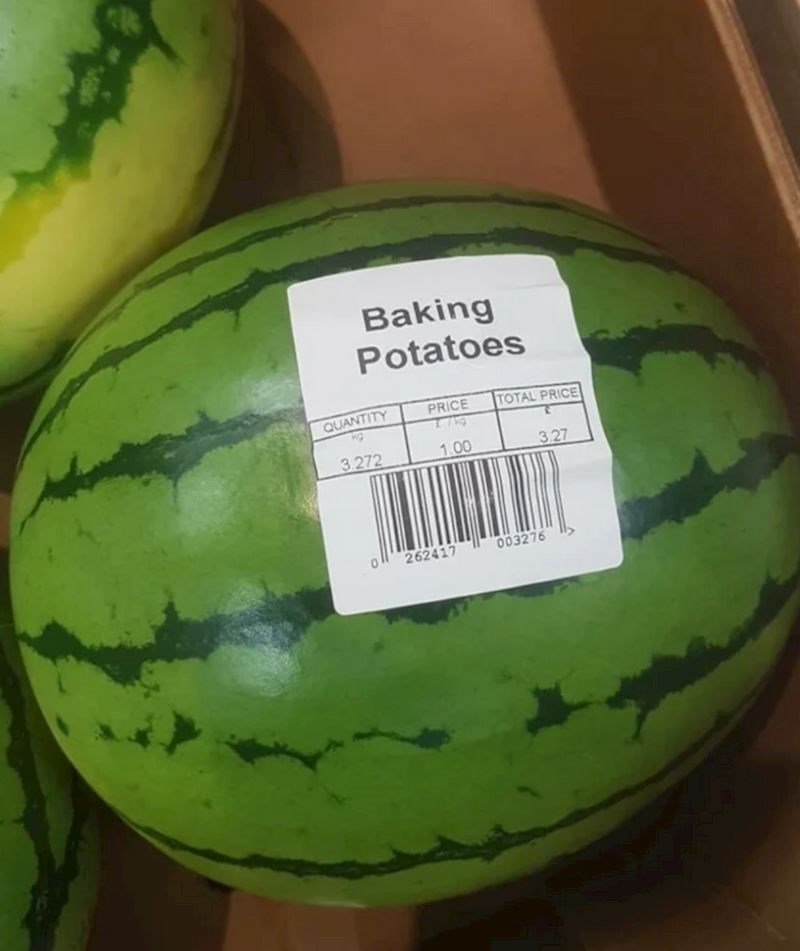 Baking
Potatoes
QUANTITY PRICE TOTAL PRICE
kg £ / kg £
3.272 1.00 3.27
0 262417 003276 >